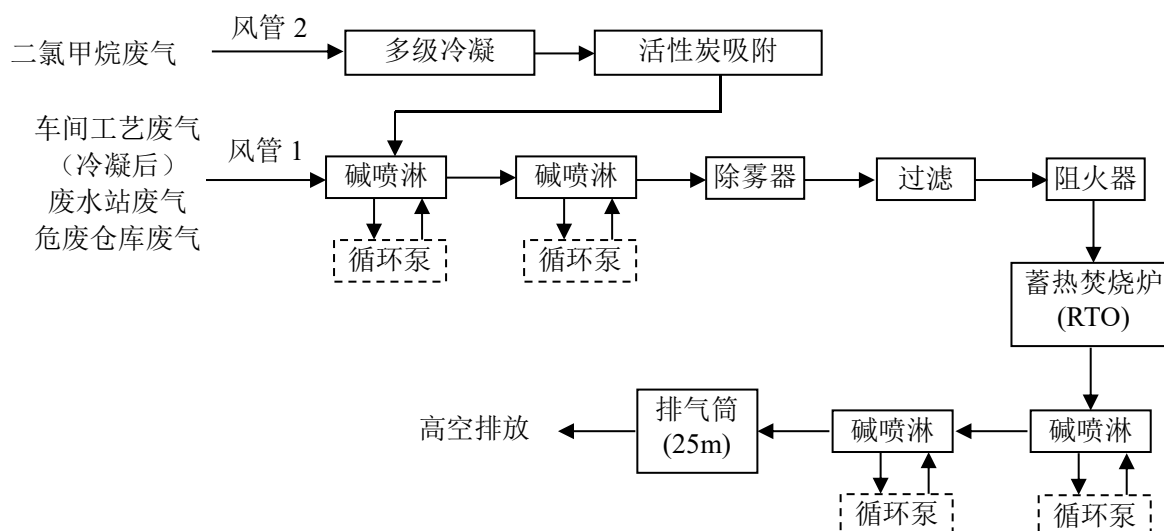 风管 2
二氯甲烷废气
多级冷凝
活性炭吸附
车间工艺废气
（冷凝后）
废水站废气
危废仓库废气
风管 1
碱喷淋
碱喷淋
除雾器
过滤
阻火器
循环泵
循环泵
蓄热焚烧炉
(RTO)
高空排放
排气筒
(25m)
碱喷淋
碱喷淋
循环泵
循环泵